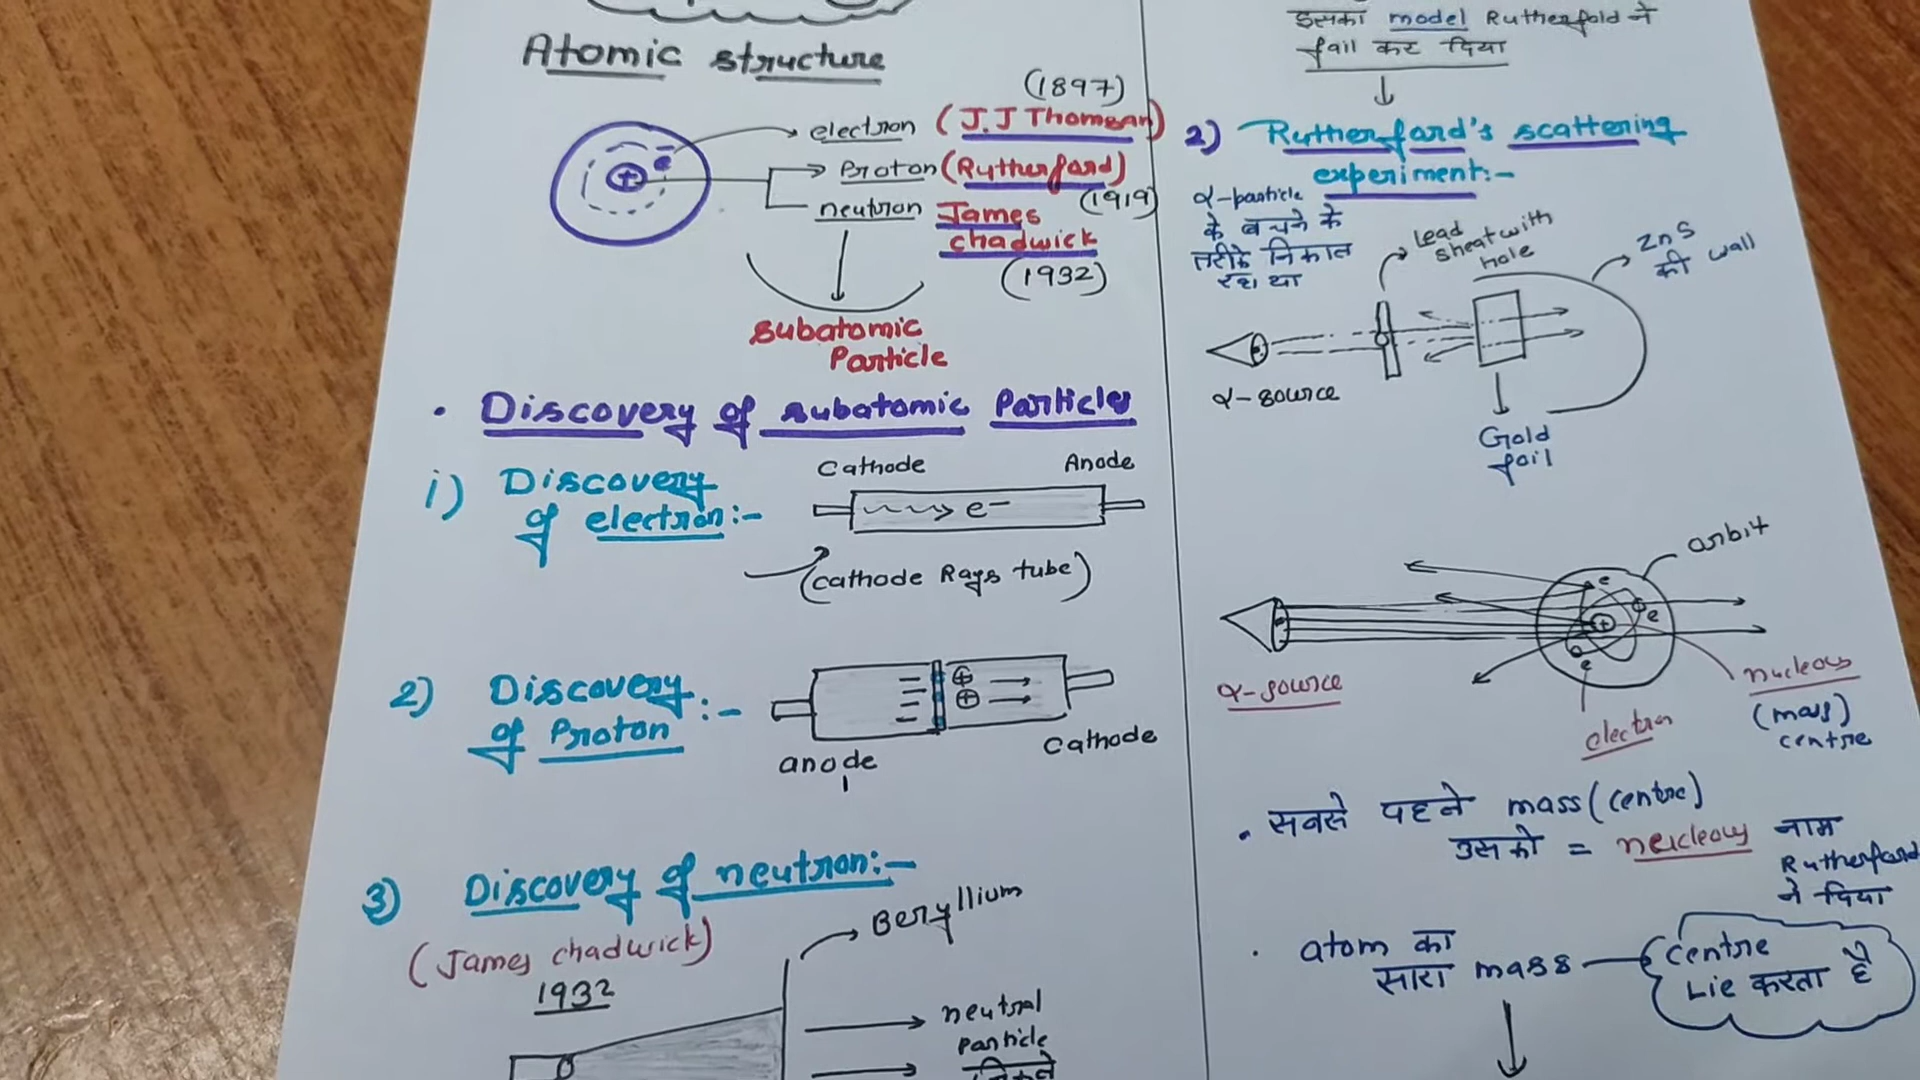 Atomic structure
(1897)
electron (J.J Thomson)
Proton (Rutherford)
(1919)
neutron James
chadwick
(1932)
subatomic
Particle
• Discovery of subatomic Particles
i) Discovery
of electron:-
Cathode Anode
e-
(cathode Rays tube)
2) Discovery
of Proton :-
anode
Cathode
3) Discovery of neutron:-
(James chadwick)
1932
Beryllium
neutral
particle
निकले
इसका model Rutherfold ने
fail कर दिया
2) Rutherford's scattering
experiment:-
α-particle
के बचने के
तरीके निकाल
रहा था
lead
sheat with
hole
ZnS
की wall
α-source
Gold
foil
orbit
e
e
e
α-source
nucleous
(mass)
centre
electron
• सबसे पहले mass (centre)
उसको = neucleous नाम
Rutherford
ने दिया
• atom का
सारा mass
centre
Lie करता है